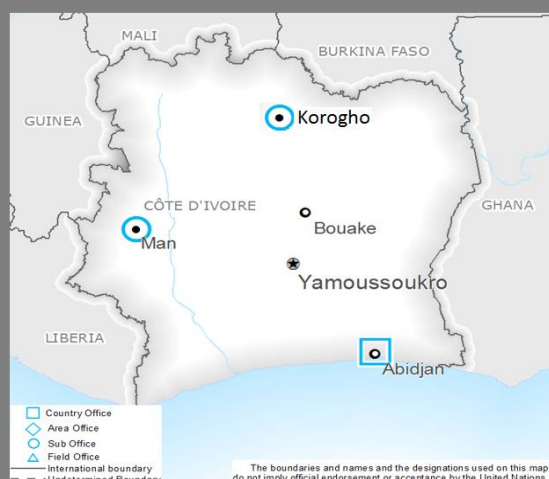 MALI
BURKINA FASO
GUINEA
Korogho
CÔTE D'IVOIRE
GHANA
Bouake
Man
Yamoussoukro
LIBERIA
Abidjan
Country Office
Area Office
Sub Office
Field Office
International boundary
Undetermined Boundary
The boundaries and names and the designations used on this map
do not imply official endorsement or acceptance by the United Nations.